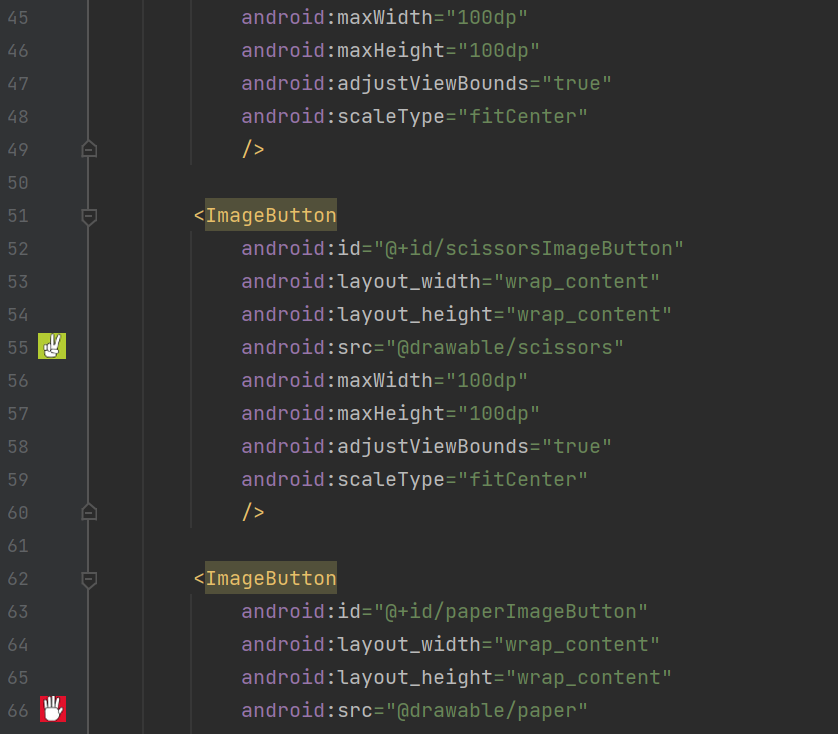 45 android:maxWidth="100dp"
46 android:maxHeight="100dp"
47 android:adjustViewBounds="true"
48 android:scaleType="fitCenter"
49 />
50
51 <ImageButton
52 android:id="@+id/scissorsImageButton"
53 android:layout_width="wrap_content"
54 android:layout_height="wrap_content"
55 android:src="@drawable/scissors"
56 android:maxWidth="100dp"
57 android:maxHeight="100dp"
58 android:adjustViewBounds="true"
59 android:scaleType="fitCenter"
60 />
61
62 <ImageButton
63 android:id="@+id/paperImageButton"
64 android:layout_width="wrap_content"
65 android:layout_height="wrap_content"
66 android:src="@drawable/paper"